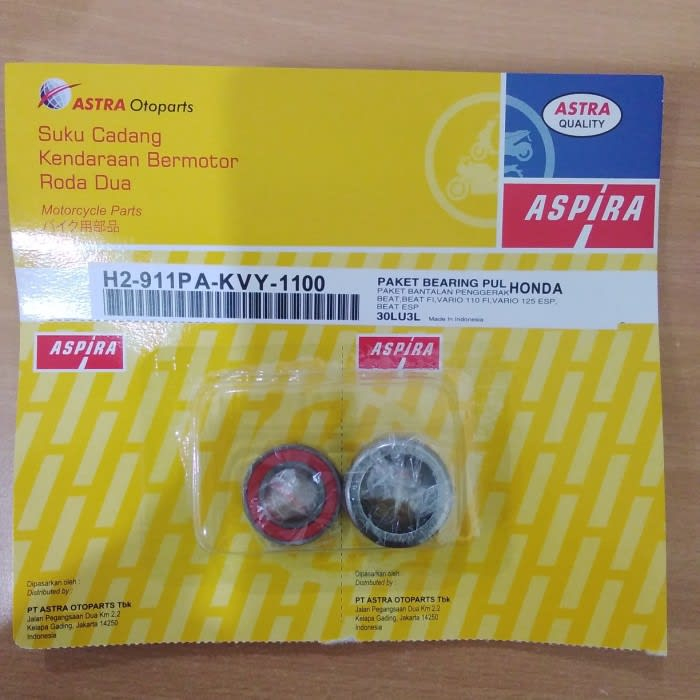 ASTRA Otoparts
Suku Cadang
Kendaraan Bermotor
Roda Dua
Motorcycle Parts
バイク用部品
ASTRA
QUALITY
ASPIRA
H2-911PA-KVY-1100
PAKET BEARING PUL HONDA
PAKET BANTALAN PENGGERAK
BEAT,BEAT FI,VARIO 110 FI,VARIO 125 ESP,
BEAT ESP
30LU3L Made In Indonesia
ASPIRA
ASPIRA
Dipasarkan oleh :
Distributed by :
PT ASTRA OTOPARTS Tbk
Jalan Pegangsaan Dua Km 2,2
Kelapa Gading, Jakarta 14250
Indonesia
Dipasarkan oleh :
Distributed by :
PT ASTRA OTOPARTS Tbk
Jalan Pegangsaan Dua Km 2,2
Kelapa Gading, Jakarta 14250
Indonesia